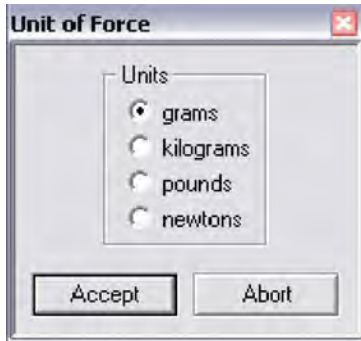 Unit of Force
Units
grams
kilograms
pounds
newtons
Accept
Abort